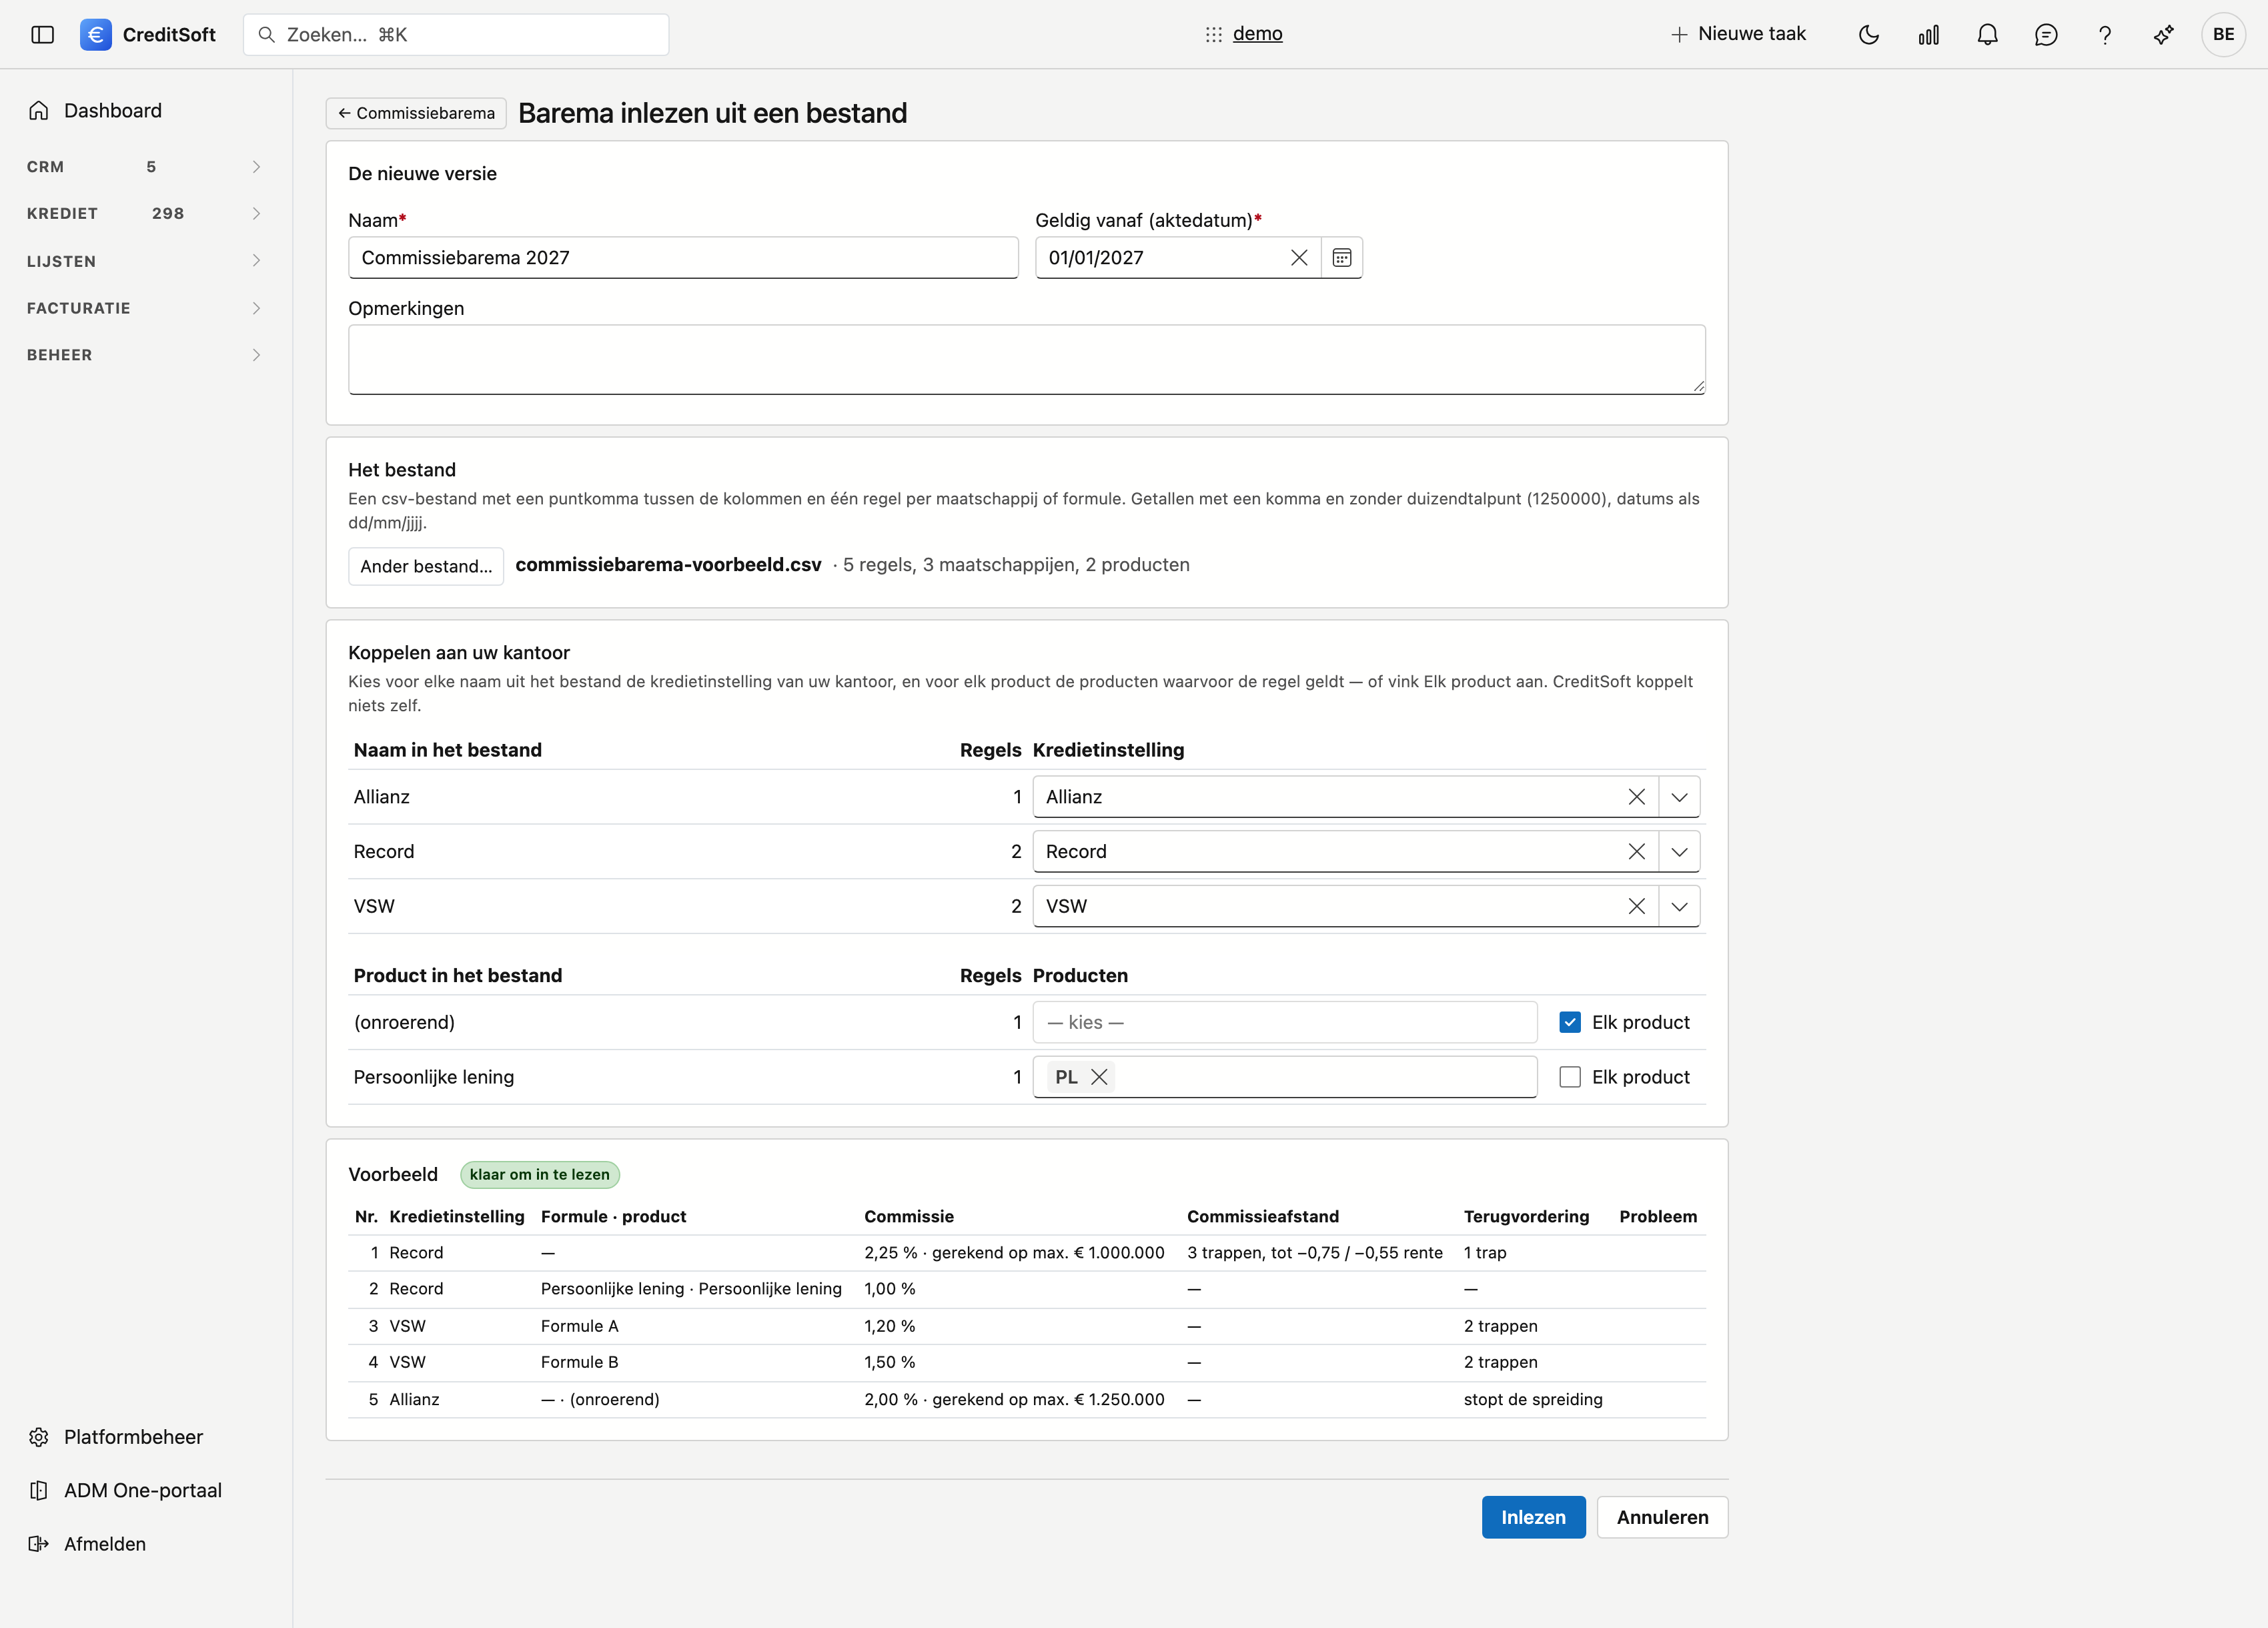 CreditSoft
Zoeken... ⌘K
demo
Nieuwe taak
BE
Dashboard
CRM 5
KREDIET 298
LIJSTEN
FACTURATIE
BEHEER
Platformbeheer
ADM One-portaal
Afmelden
← Commissiebarema
Barema inlezen uit een bestand
De nieuwe versie
Naam*
Geldig vanaf (aktedatum)*
Commissiebarema 2027
01/01/2027
Opmerkingen
Het bestand
Een csv-bestand met een puntkomma tussen de kolommen en één regel per maatschappij of formule. Getallen met een komma en zonder duizendtalpunt (1250000), datums als
dd/mm/jjjj.
Ander bestand...
commissiebarema-voorbeeld.csv · 5 regels, 3 maatschappijen, 2 producten
Koppelen aan uw kantoor
Kies voor elke naam uit het bestand de kredietinstelling van uw kantoor, en voor elk product de producten waarvoor de regel geldt — of vink Elk product aan. CreditSoft koppelt
niets zelf.
Naam in het bestand Regels Kredietinstelling
Allianz 1 Allianz
Record 2 Record
VSW 2 VSW
Product in het bestand Regels Producten
(onroerend) 1 — kies — Elk product
Persoonlijke lening 1 PL Elk product
Voorbeeld klaar om in te lezen
Nr. Kredietinstelling Formule · product Commissie Commissieafstand Terugvordering Probleem
1 Record — 2,25 % · gerekend op max. € 1.000.000 3 trappen, tot −0,75 / −0,55 rente 1 trap
2 Record Persoonlijke lening · Persoonlijke lening 1,00 % — —
3 VSW Formule A 1,20 % — 2 trappen
4 VSW Formule B 1,50 % — 2 trappen
5 Allianz — · (onroerend) 2,00 % · gerekend op max. € 1.250.000 — stopt de spreiding
Inlezen
Annuleren